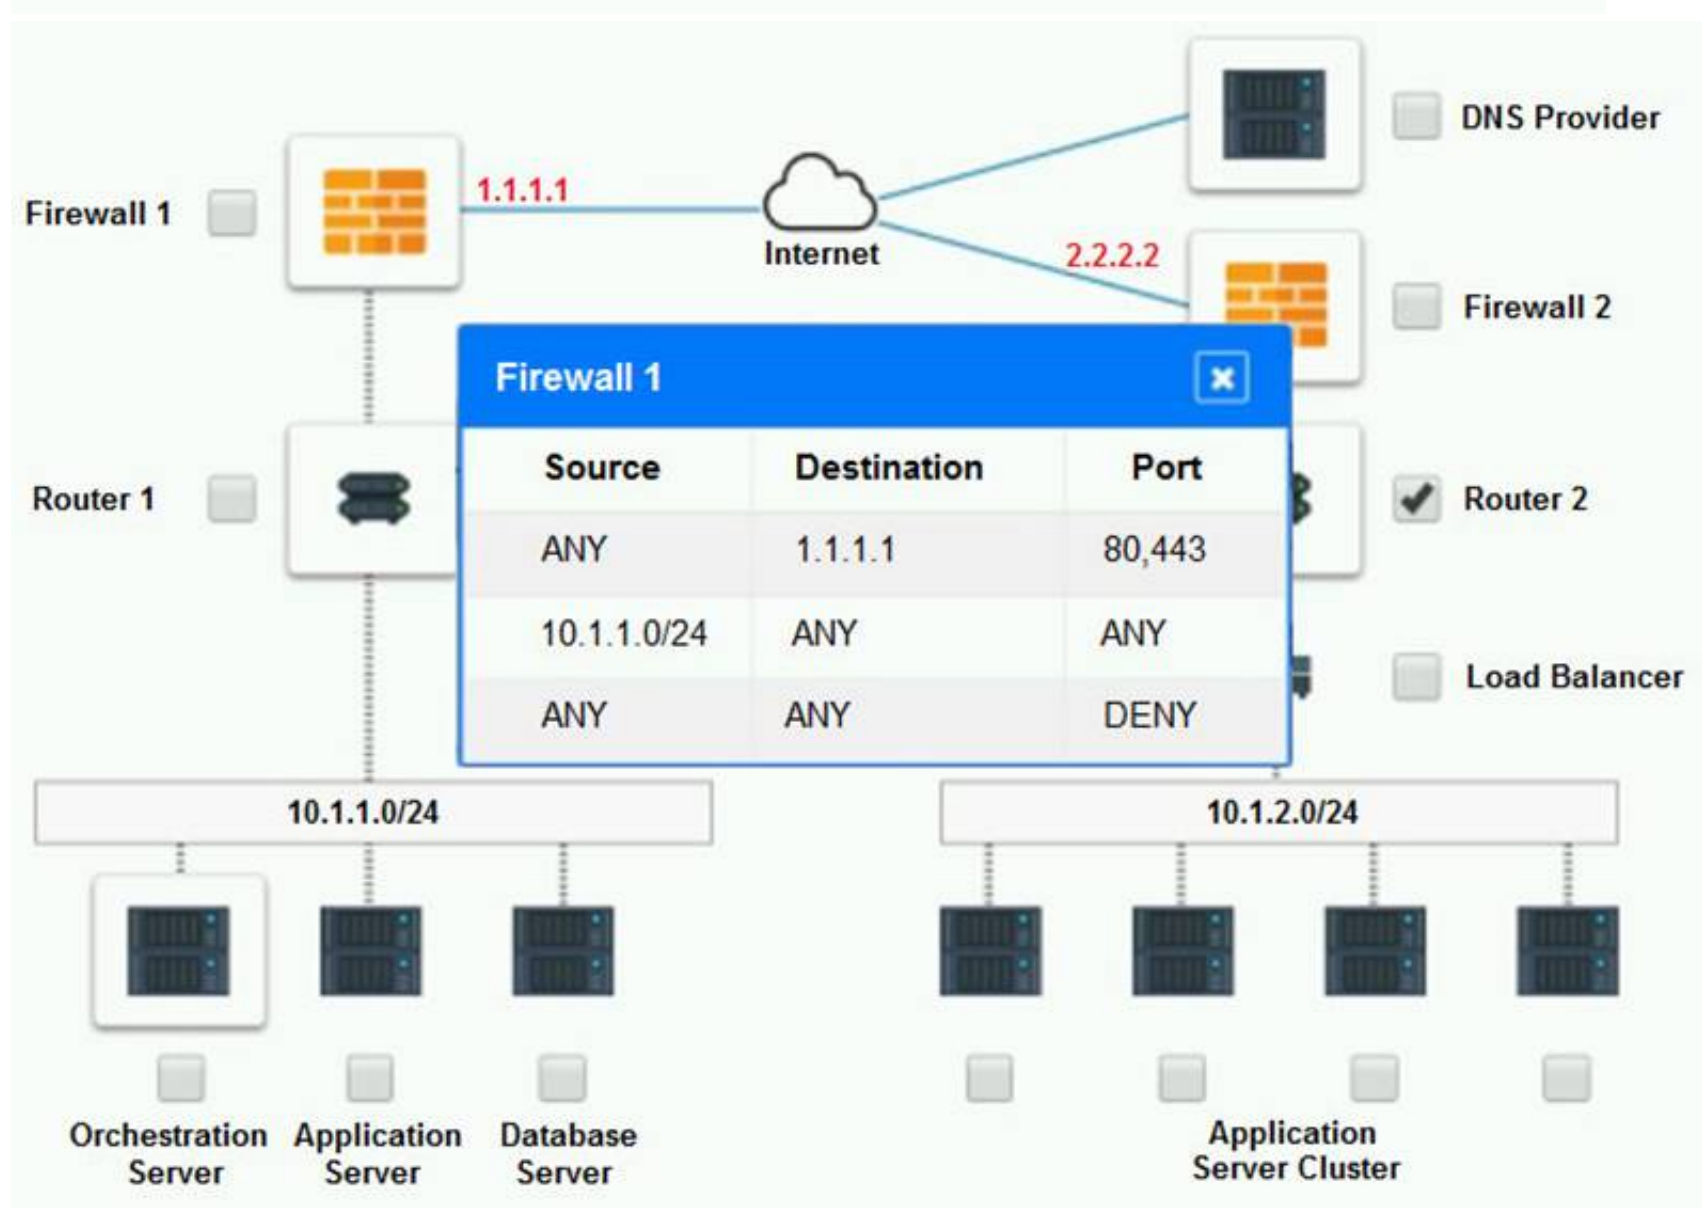 DNS Provider
Firewall 1
1.1.1.1
Internet
2.2.2.2
Firewall 2
Firewall 1
Source Destination Port
ANY 1.1.1.1 80,443
10.1.1.0/24 ANY ANY
ANY ANY DENY
Router 1
Router 2
Load Balancer
10.1.1.0/24
10.1.2.0/24
Orchestration
Server
Application
Server
Database
Server
Application
Server Cluster